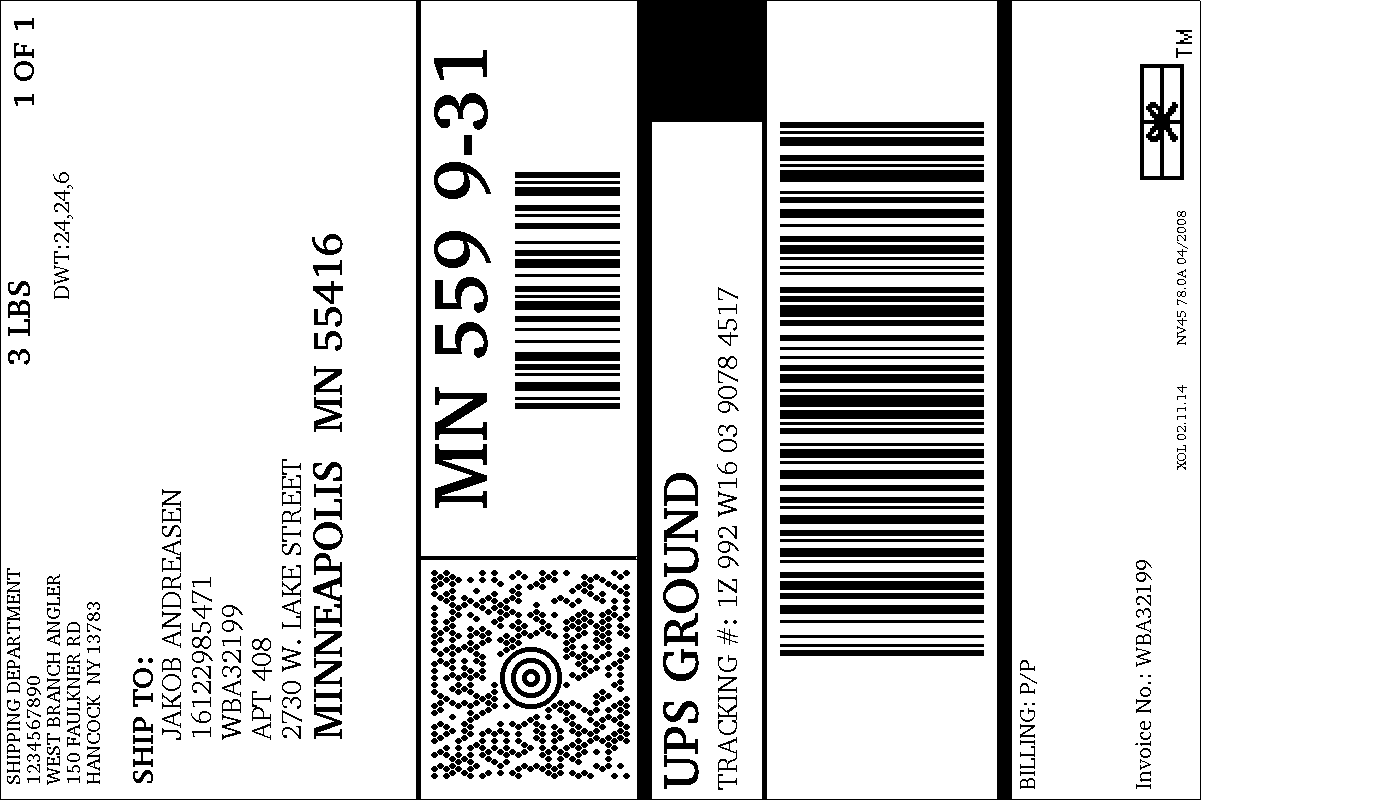 SHIPPING DEPARTMENT
1234567890
WEST BRANCH ANGLER
150 FAULKNER RD
HANCOCK NY 13783
3 LBS
1 OF 1
DWT:24,24,6
SHIP TO:
JAKOB ANDREASEN
16122985471
WBA32199
APT 408
2730 W. LAKE STREET
MINNEAPOLIS MN 55416
MN 559 9-31
UPS GROUND
TRACKING #: 1Z 992 W16 03 9078 4517
BILLING: P/P
Invoice No.: WBA32199
XOL 02.11.14 NV45 78.0A 04/2008
TM